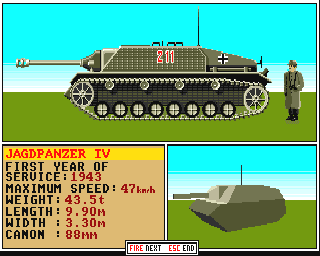 211
JAGDPANZER IV
FIRST YEAR OF
SERVICE:1943
MAXIMUM SPEED:47km/h
WEIGHT:43.5t
LENGTH:9.90m
WIDTH :3.30m
CANON :88mm
FIRE NEXT ESC END